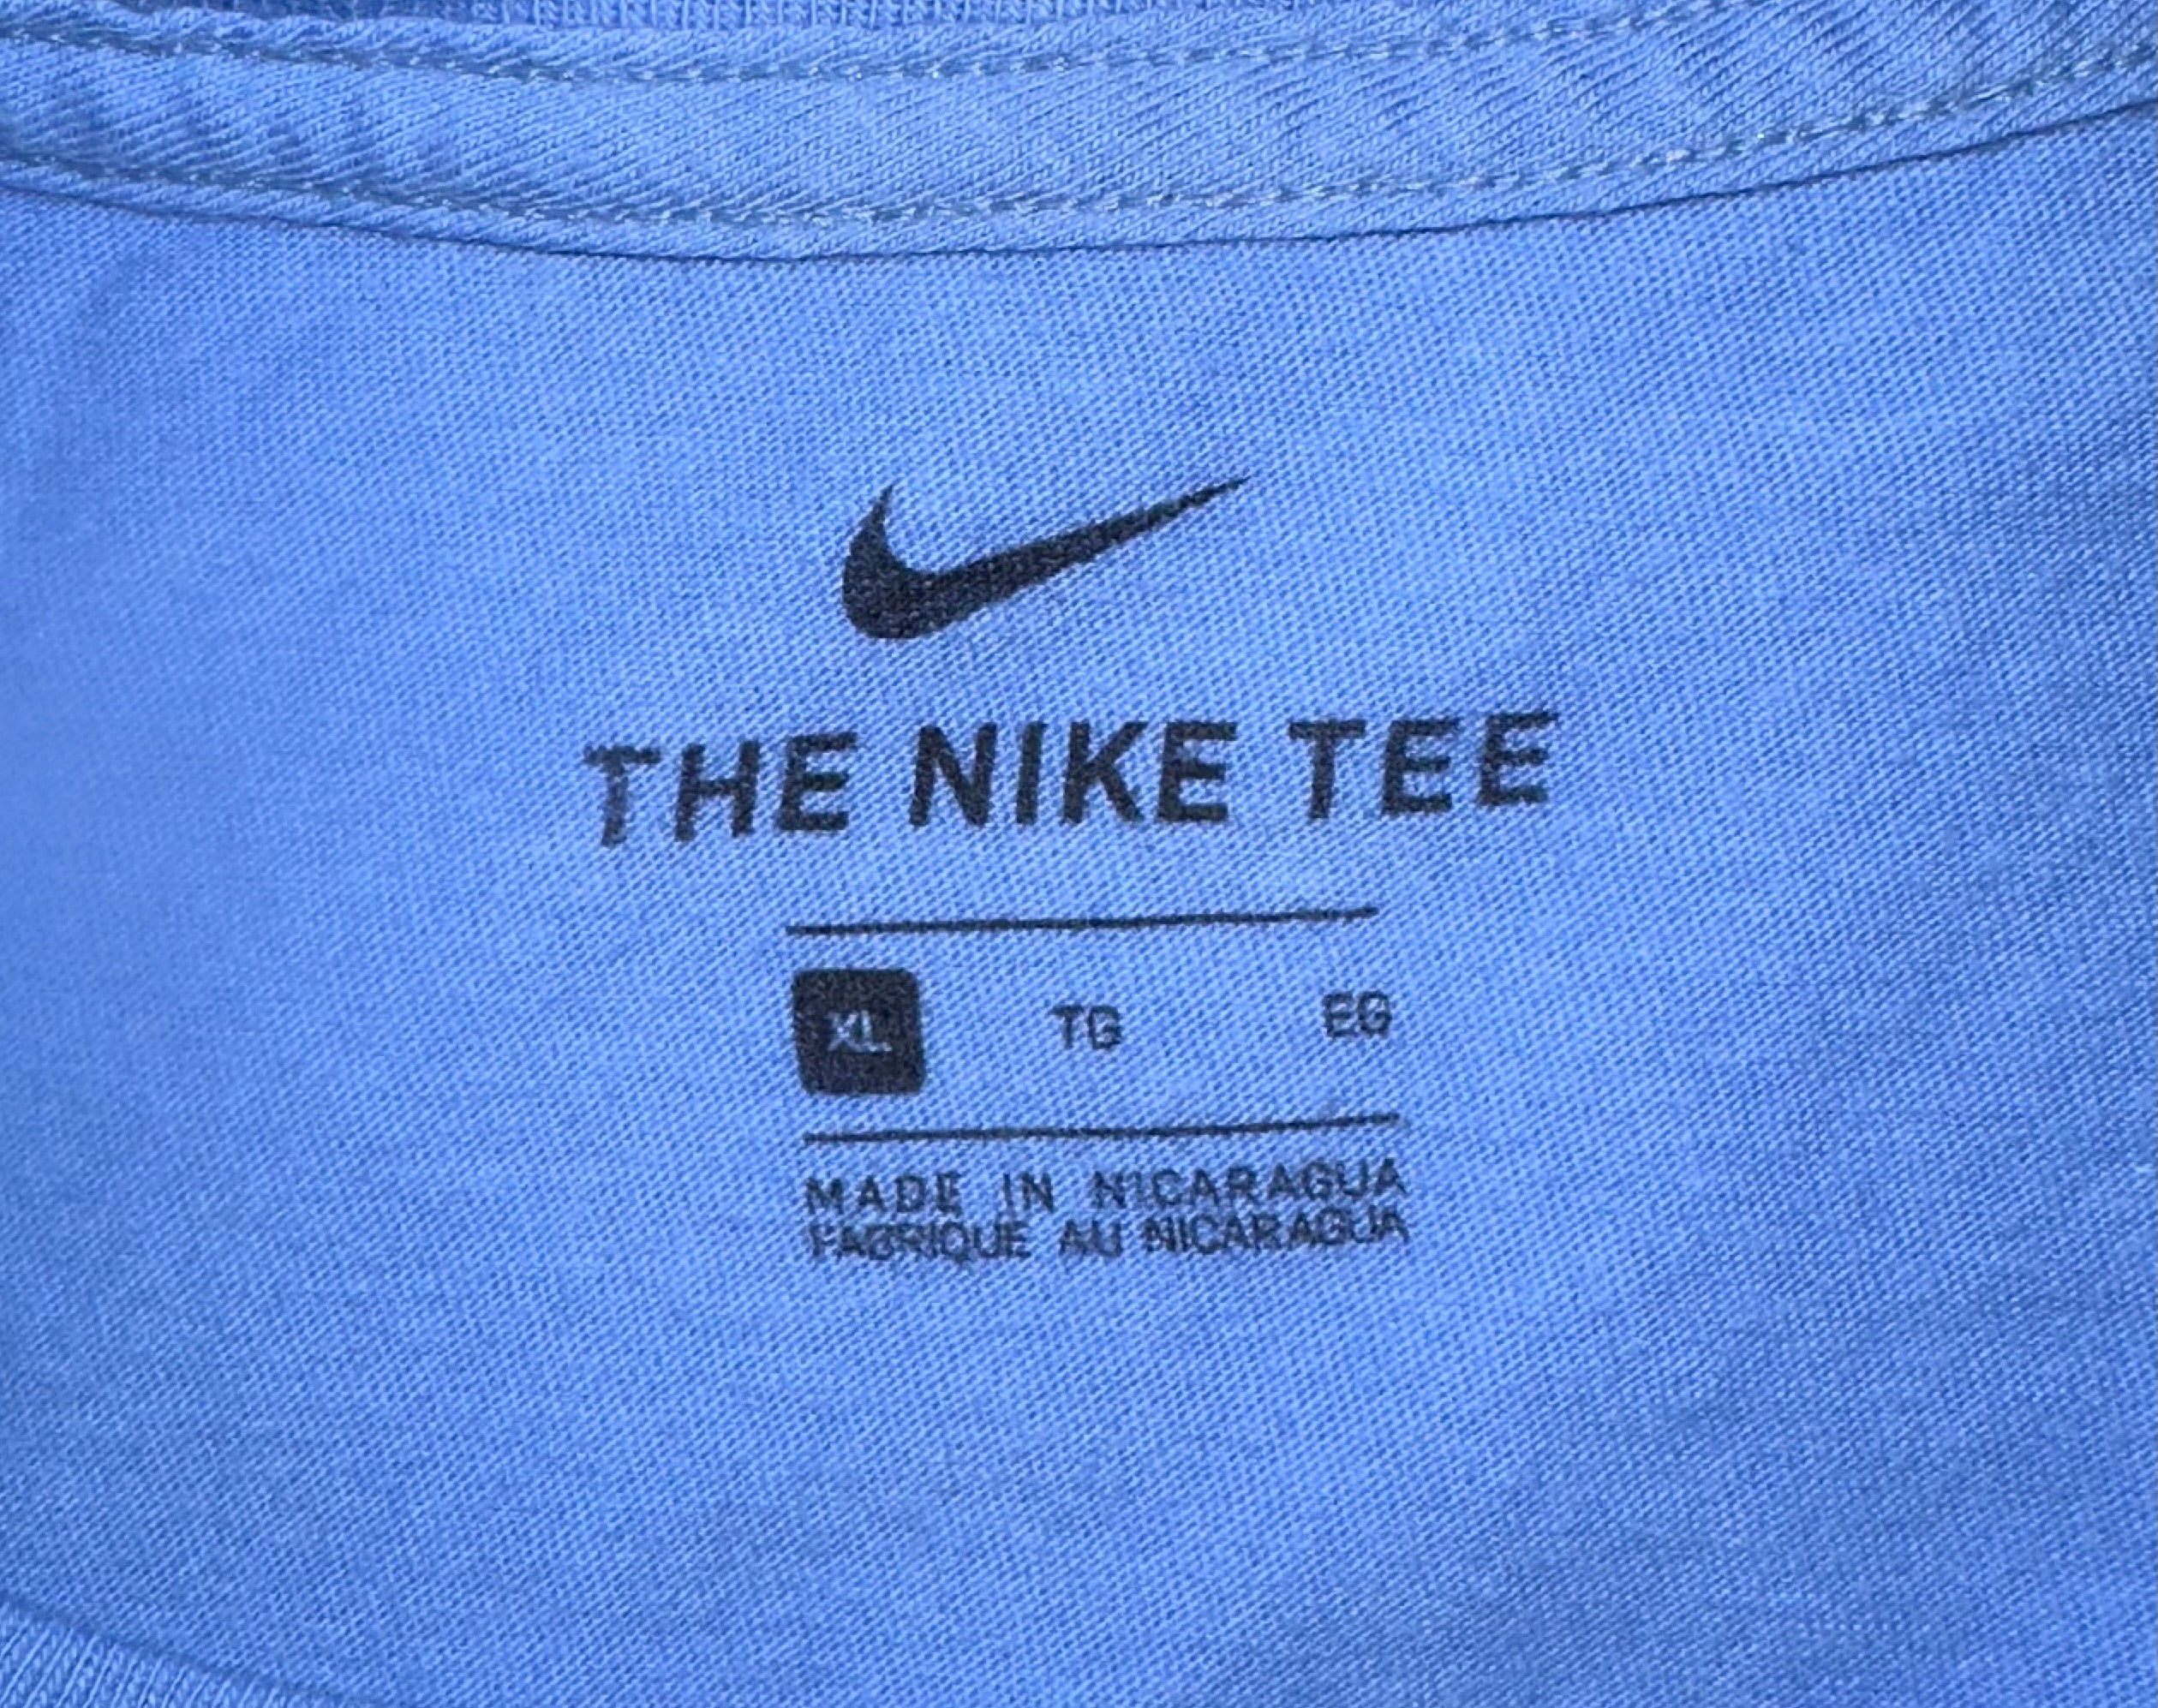 THE NIKE TEE
XL TG EG
MADE IN NICARAGUA
FABRIQUE AU NICARAGUA